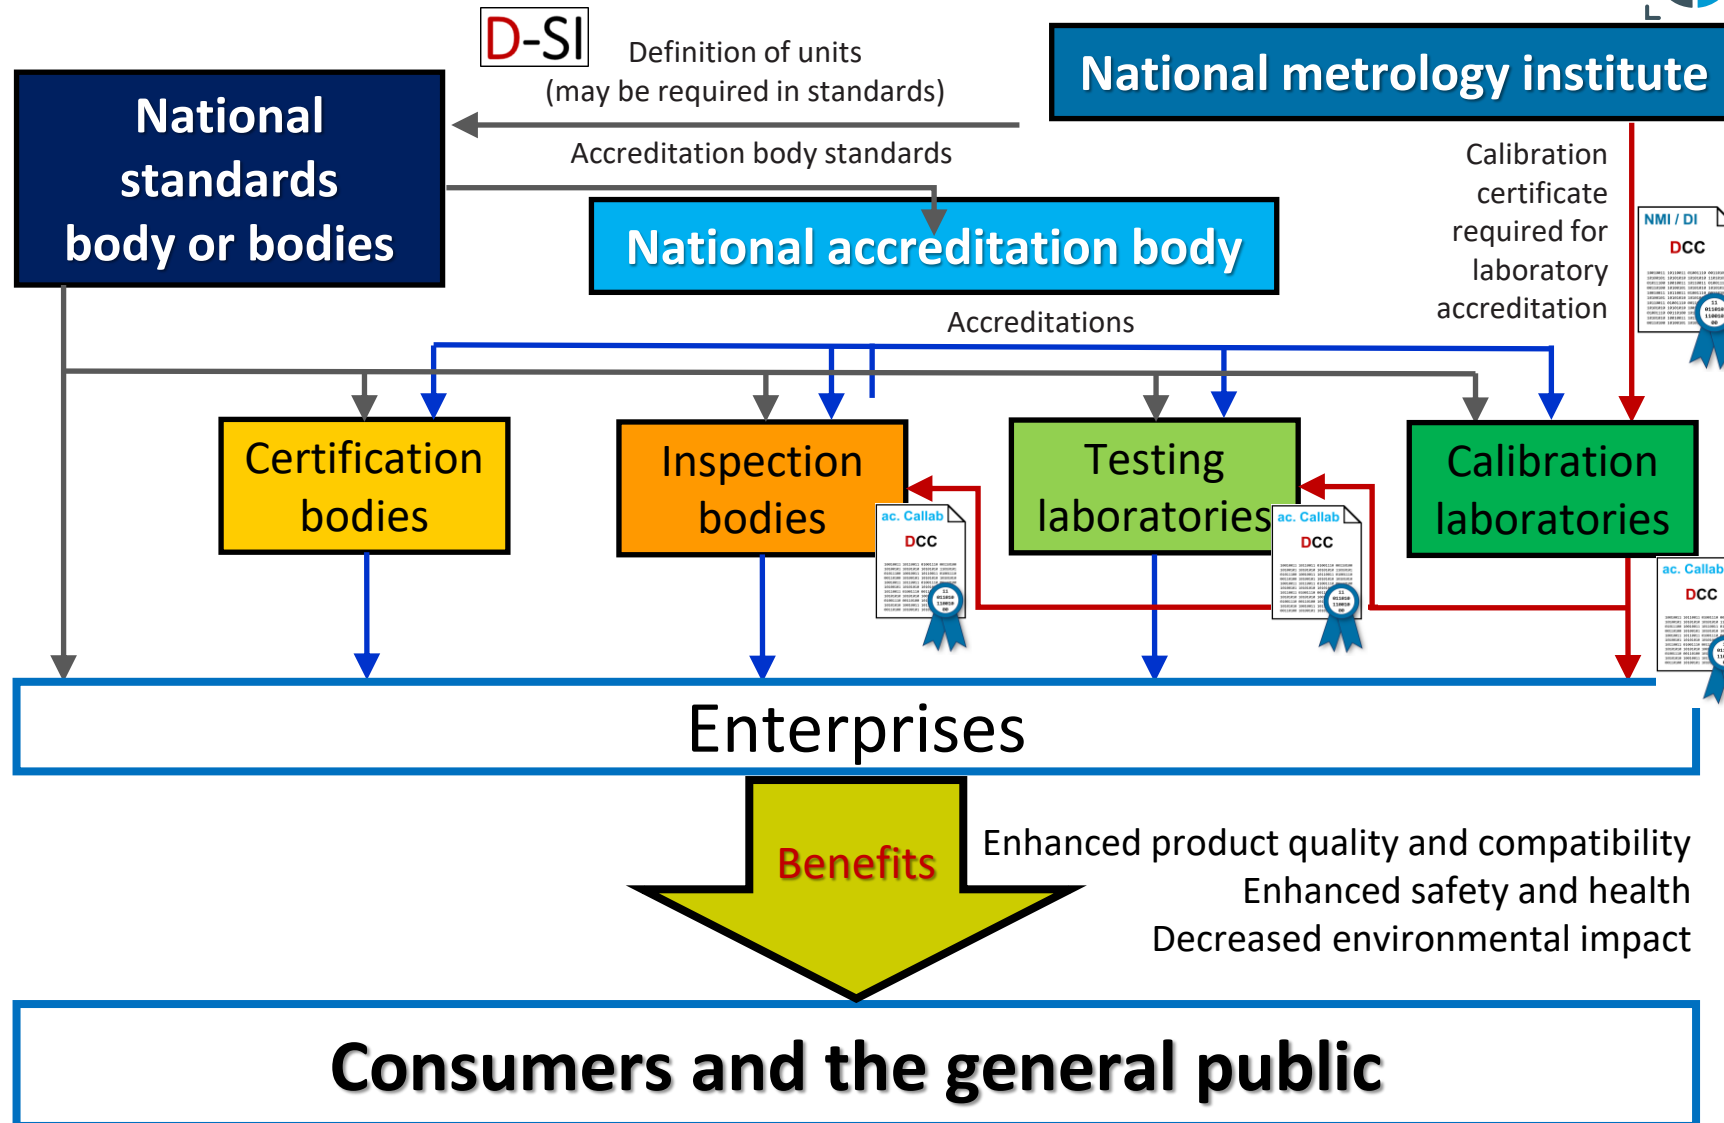 D-SI
Definition of units
(may be required in standards)
National metrology institute
National
standards
body or bodies
Accreditation body standards
National accreditation body
Calibration
certificate
required for
laboratory
accreditation
NMI / DI
DCC
Accreditations
Certification
bodies
Inspection
bodies
Testing
laboratories
Calibration
laboratories
ac. Callab
DCC
ac. Callab
DCC
ac. Callab
DCC
Enterprises
Benefits
Enhanced product quality and compatibility
Enhanced safety and health
Decreased environmental impact
Consumers and the general public